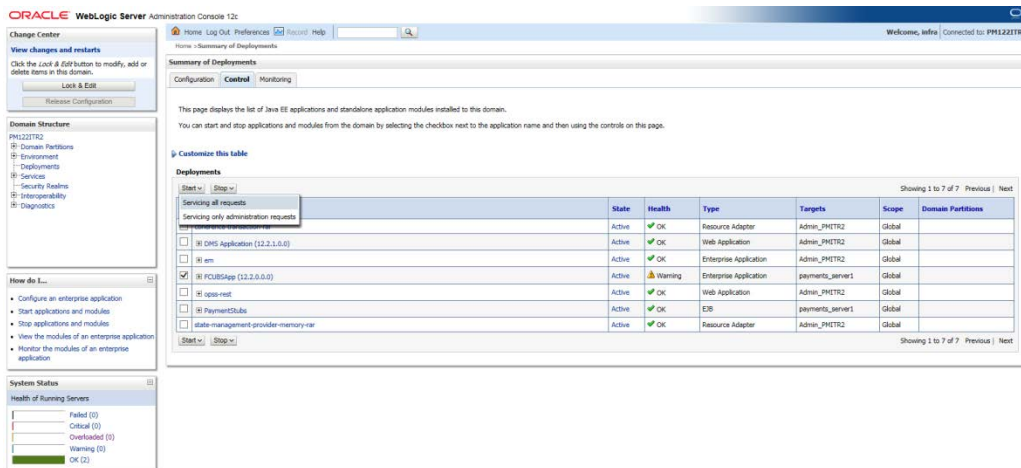 ORACLE WebLogic Server Administration Console 12c
Change Center
View changes and restarts
Click the Lock & Edit button to modify, add or
delete items in this domain.
Lock & Edit
Release Configuration
Domain Structure
PM122ITR2
Domain Partitions
Environment
Deployments
Services
Security Realms
Interoperability
Diagnostics
How do I...
Configure an enterprise application
Start applications and modules
Stop applications and modules
View the modules of an enterprise application
Monitor the modules of an enterprise
application
System Status
Health of Running Servers
Failed (0)
Critical (0)
Overloaded (0)
Warning (0)
OK (2)
Home Log Out Preferences Record Help
Welcome, infra Connected to: PM122ITR
Home >Summary of Deployments
Summary of Deployments
Configuration Control Monitoring
This page displays the list of Java EE applications and standalone application modules installed to this domain.
You can start and stop applications and modules from the domain by selecting the checkbox next to the application name and then using the controls on this page.
Customize this table
Deployments
Start Stop Showing 1 to 7 of 7 Previous | Next
Servicing all requests
Servicing only administration requests
State Health Type Targets Scope Domain Partitions
coherence-transaction-rar Active OK Resource Adapter Admin_PMITR2 Global
DMS Application (12.2.1.0.0) Active OK Web Application Admin_PMITR2 Global
em Active OK Enterprise Application Admin_PMITR2 Global
FCUBSApp (12.2.0.0.0) Active Warning Enterprise Application payments_server1 Global
opss-rest Active OK Web Application Admin_PMITR2 Global
PaymentStubs Active OK EJB payments_server1 Global
state-management-provider-memory-rar Active OK Resource Adapter Admin_PMITR2 Global
Start Stop Showing 1 to 7 of 7 Previous | Next